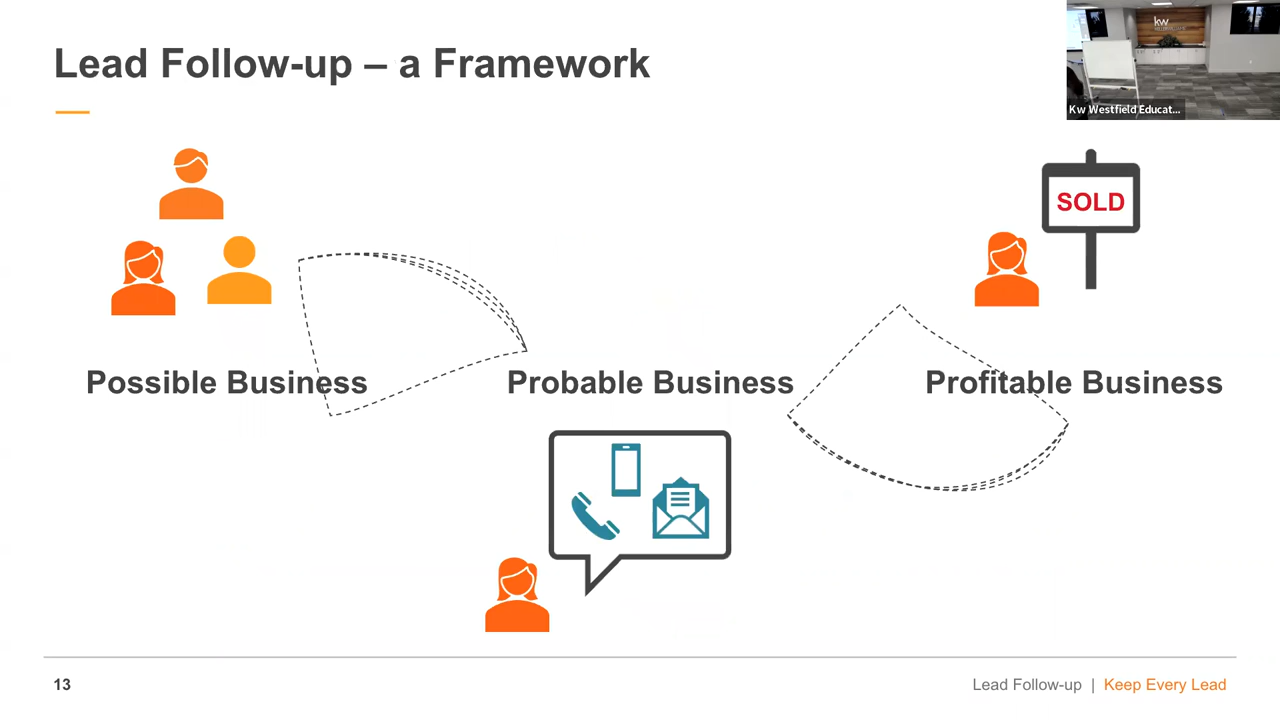 Lead Follow-up – a Framework
kw
Kw Westfield Educat...
SOLD
Possible Business
Probable Business
Profitable Business
13
Lead Follow-up | Keep Every Lead